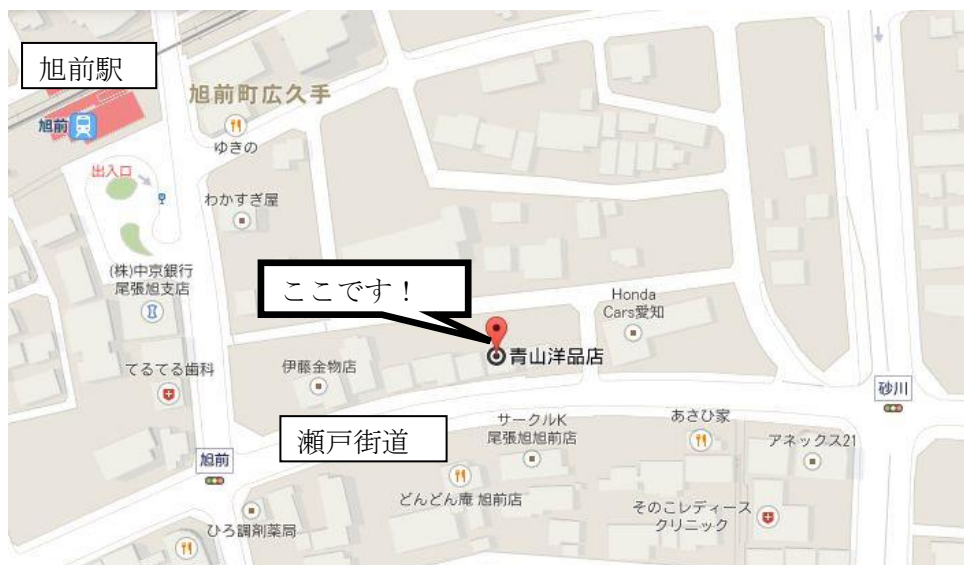 旭前駅
旭前町広久手
旭前
ゆきの
出入口
わかすぎ屋
(株)中京銀行
尾張旭支店
ここです！
Honda
Cars愛知
青山洋品店
てるてる歯科
伊藤金物店
砂川
瀬戸街道
サークルK
尾張旭旭前店
あさひ家
アネックス21
旭前
どんどん庵 旭前店
そのこレディース
クリニック
ひろ調剤薬局